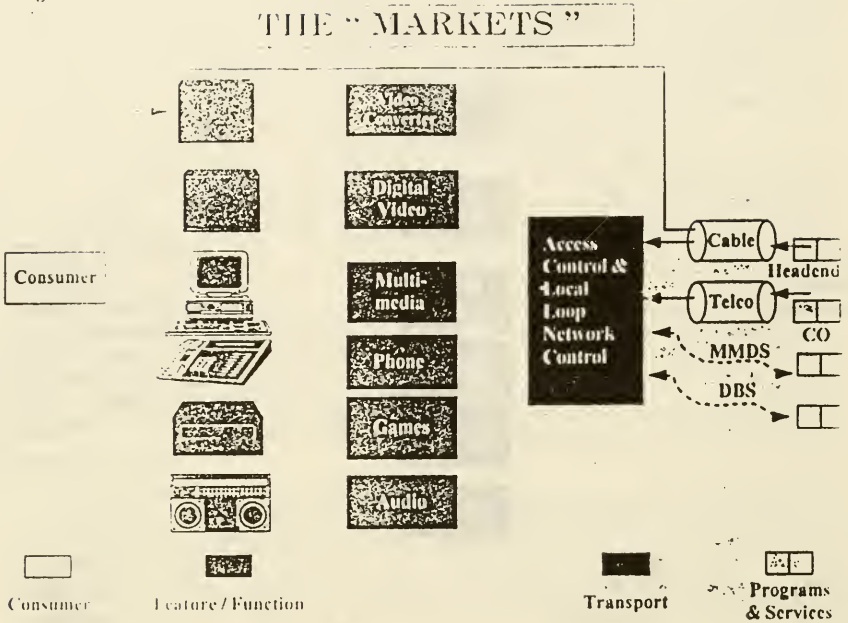 THE " MARKETS "
Video
Converter
Digital
Video
Consumer
Multi-
media
Phone
Games
Audio
Access
Control &
Local
Loop
Network
Control
Cable
Headend
Telco
CO
MMDS
DBS
Consumer
Feature / Function
Transport
Programs
& Services